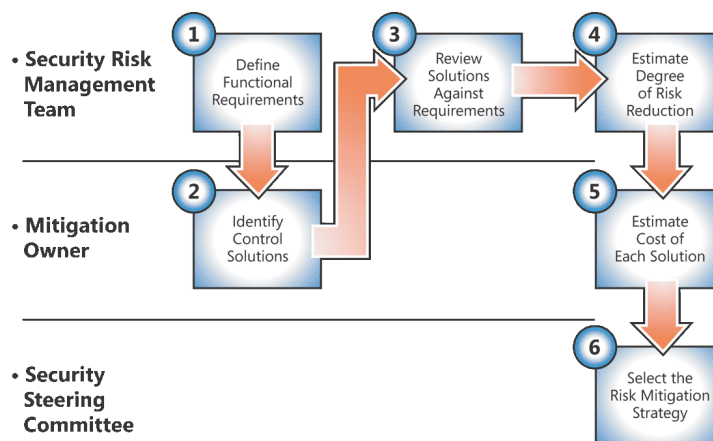 • Security Risk
Management
Team
1
Define
Functional
Requirements
3
Review
Solutions
Against
Requirements
4
Estimate
Degree
of Risk
Reduction
• Mitigation
Owner
2
Identify
Control
Solutions
5
Estimate
Cost of
Each Solution
• Security
Steering
Committee
6
Select the
Risk Mitigation
Strategy